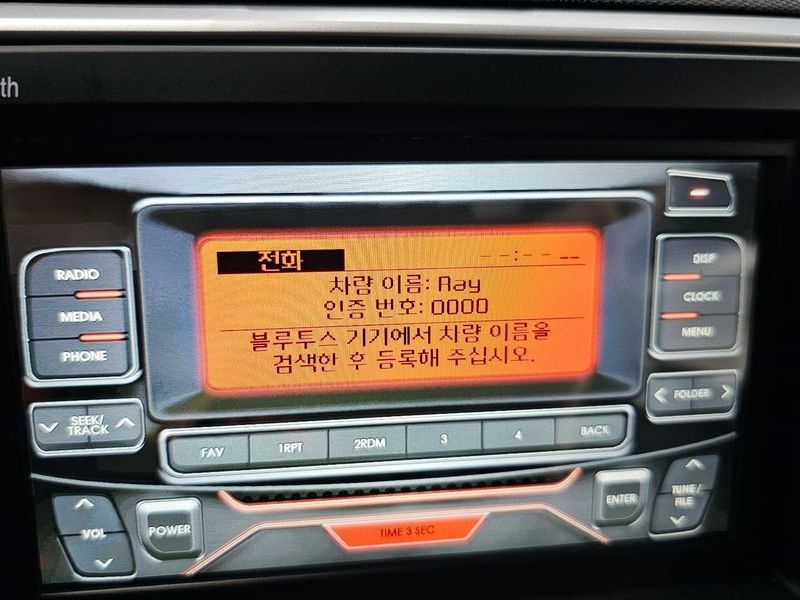 th
전화 --:-- --
차량 이름: Ray
인증 번호: 0000
블루투스 기기에서 차량 이름을
검색한 후 등록해 주십시오.
RADIO
MEDIA
PHONE
SEEK/
TRACK
DISP
CLOCK
MENU
FOLDER
FAV 1RPT 2RDM 3 4 BACK
VOL
POWER
TIME 3 SEC
ENTER
TUNE/
FILE